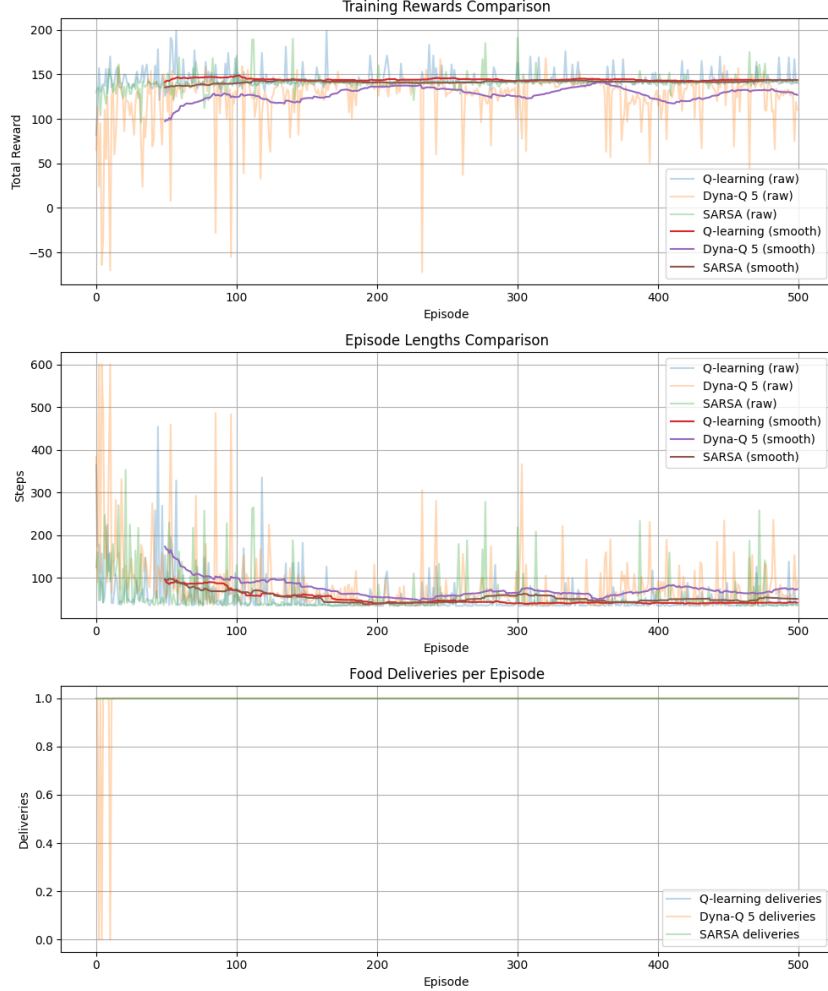 Training Rewards Comparison
200
150
100
50
0
−50
Total Reward
Q-learning (raw)
Dyna-Q 5 (raw)
SARSA (raw)
Q-learning (smooth)
Dyna-Q 5 (smooth)
SARSA (smooth)
0 100 200 300 400 500
Episode
Episode Lengths Comparison
600
500
400
300
200
100
Steps
Q-learning (raw)
Dyna-Q 5 (raw)
SARSA (raw)
Q-learning (smooth)
Dyna-Q 5 (smooth)
SARSA (smooth)
0 100 200 300 400 500
Episode
Food Deliveries per Episode
1.0
0.8
0.6
0.4
0.2
0.0
Deliveries
Q-learning deliveries
Dyna-Q 5 deliveries
SARSA deliveries
0 100 200 300 400 500
Episode